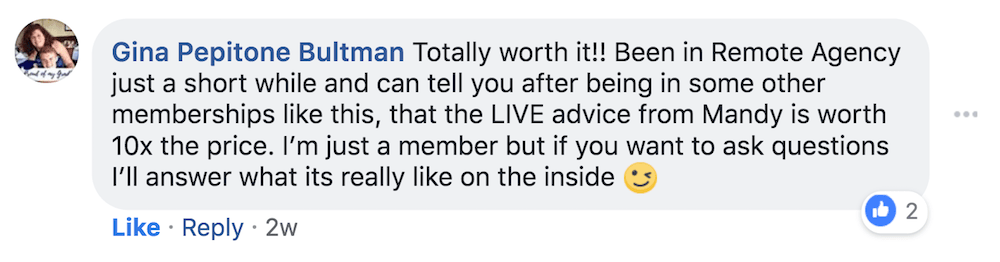 Gina Pepitone Bultman Totally worth it!! Been in Remote Agency
just a short while and can tell you after being in some other
memberships like this, that the LIVE advice from Mandy is worth
10x the price. I’m just a member but if you want to ask questions
I’ll answer what its really like on the inside 😉
2
Like · Reply · 2w